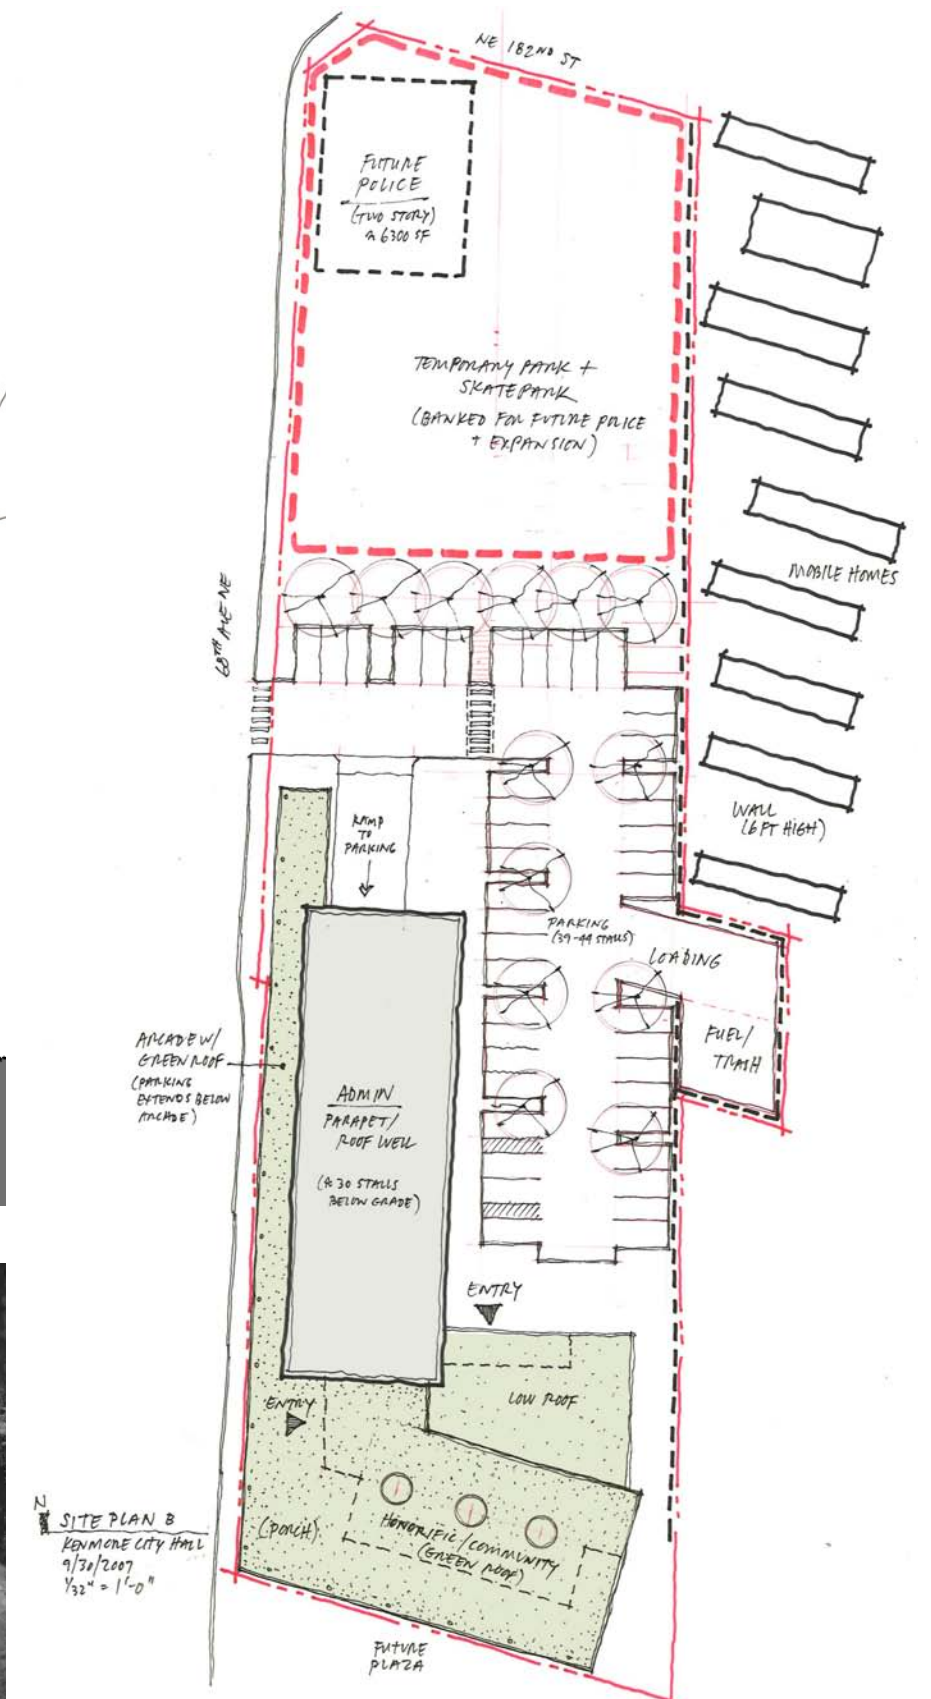 NE 182ND ST
FUTURE
POLICE
(TWO STORY)
≈ 6300 SF
TEMPORARY PARK +
SKATEPARK
(BANKED FOR FUTURE POLICE
+ EXPANSION)
MOBILE HOMES
68TH AVE NE
WALL
(6 FT HIGH)
RAMP
TO
PARKING
PARKING
(39-44 STALLS)
LOADING
FUEL/
TRASH
ARCADE W/
GREEN ROOF
(PARKING
EXTENDS BELOW
ARCADE)
ADMIN
PARAPET/
ROOF WELL
(≈ 30 STALLS
BELOW GRADE)
ENTRY
LOW ROOF
ENTRY
(PORCH)
HONORIFIC/COMMUNITY
(GREEN ROOF)
N
SITE PLAN B
KENMORE CITY HALL
9/30/2007
1/32" = 1'-0"
FUTURE
PLAZA